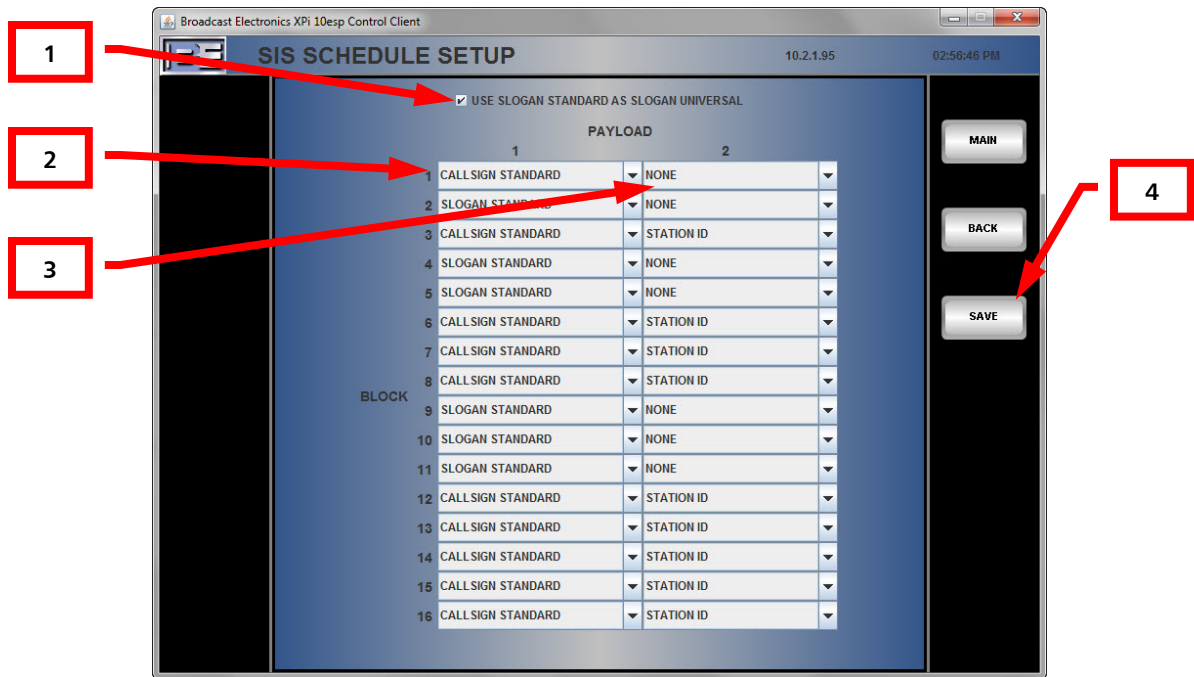 Broadcast Electronics XPi 10esp Control Client
BE SIS SCHEDULE SETUP 10.2.1.95 02:56:46 PM
1
USE SLOGAN STANDARD AS SLOGAN UNIVERSAL
PAYLOAD
1 2
MAIN
2
1 CALLSIGN STANDARD NONE
4
2 SLOGAN STANDARD NONE
BACK
3 CALLSIGN STANDARD STATION ID
3
4 SLOGAN STANDARD NONE
5 SLOGAN STANDARD NONE
SAVE
6 CALLSIGN STANDARD STATION ID
7 CALLSIGN STANDARD STATION ID
8 CALLSIGN STANDARD STATION ID
BLOCK
9 SLOGAN STANDARD NONE
10 SLOGAN STANDARD NONE
11 SLOGAN STANDARD NONE
12 CALLSIGN STANDARD STATION ID
13 CALLSIGN STANDARD STATION ID
14 CALLSIGN STANDARD STATION ID
15 CALLSIGN STANDARD STATION ID
16 CALLSIGN STANDARD STATION ID